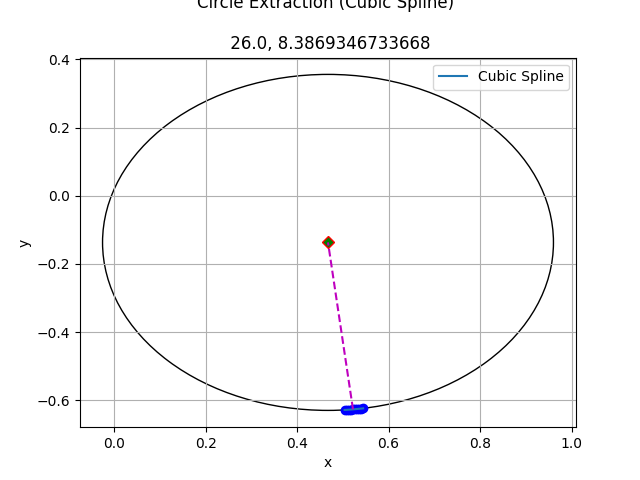 Circle Extraction (Cubic Spline)
26.0, 8.3869346733668
Cubic Spline
0.4
0.2
0.0
−0.2
−0.4
−0.6
y
0.0 0.2 0.4 0.6 0.8 1.0
x